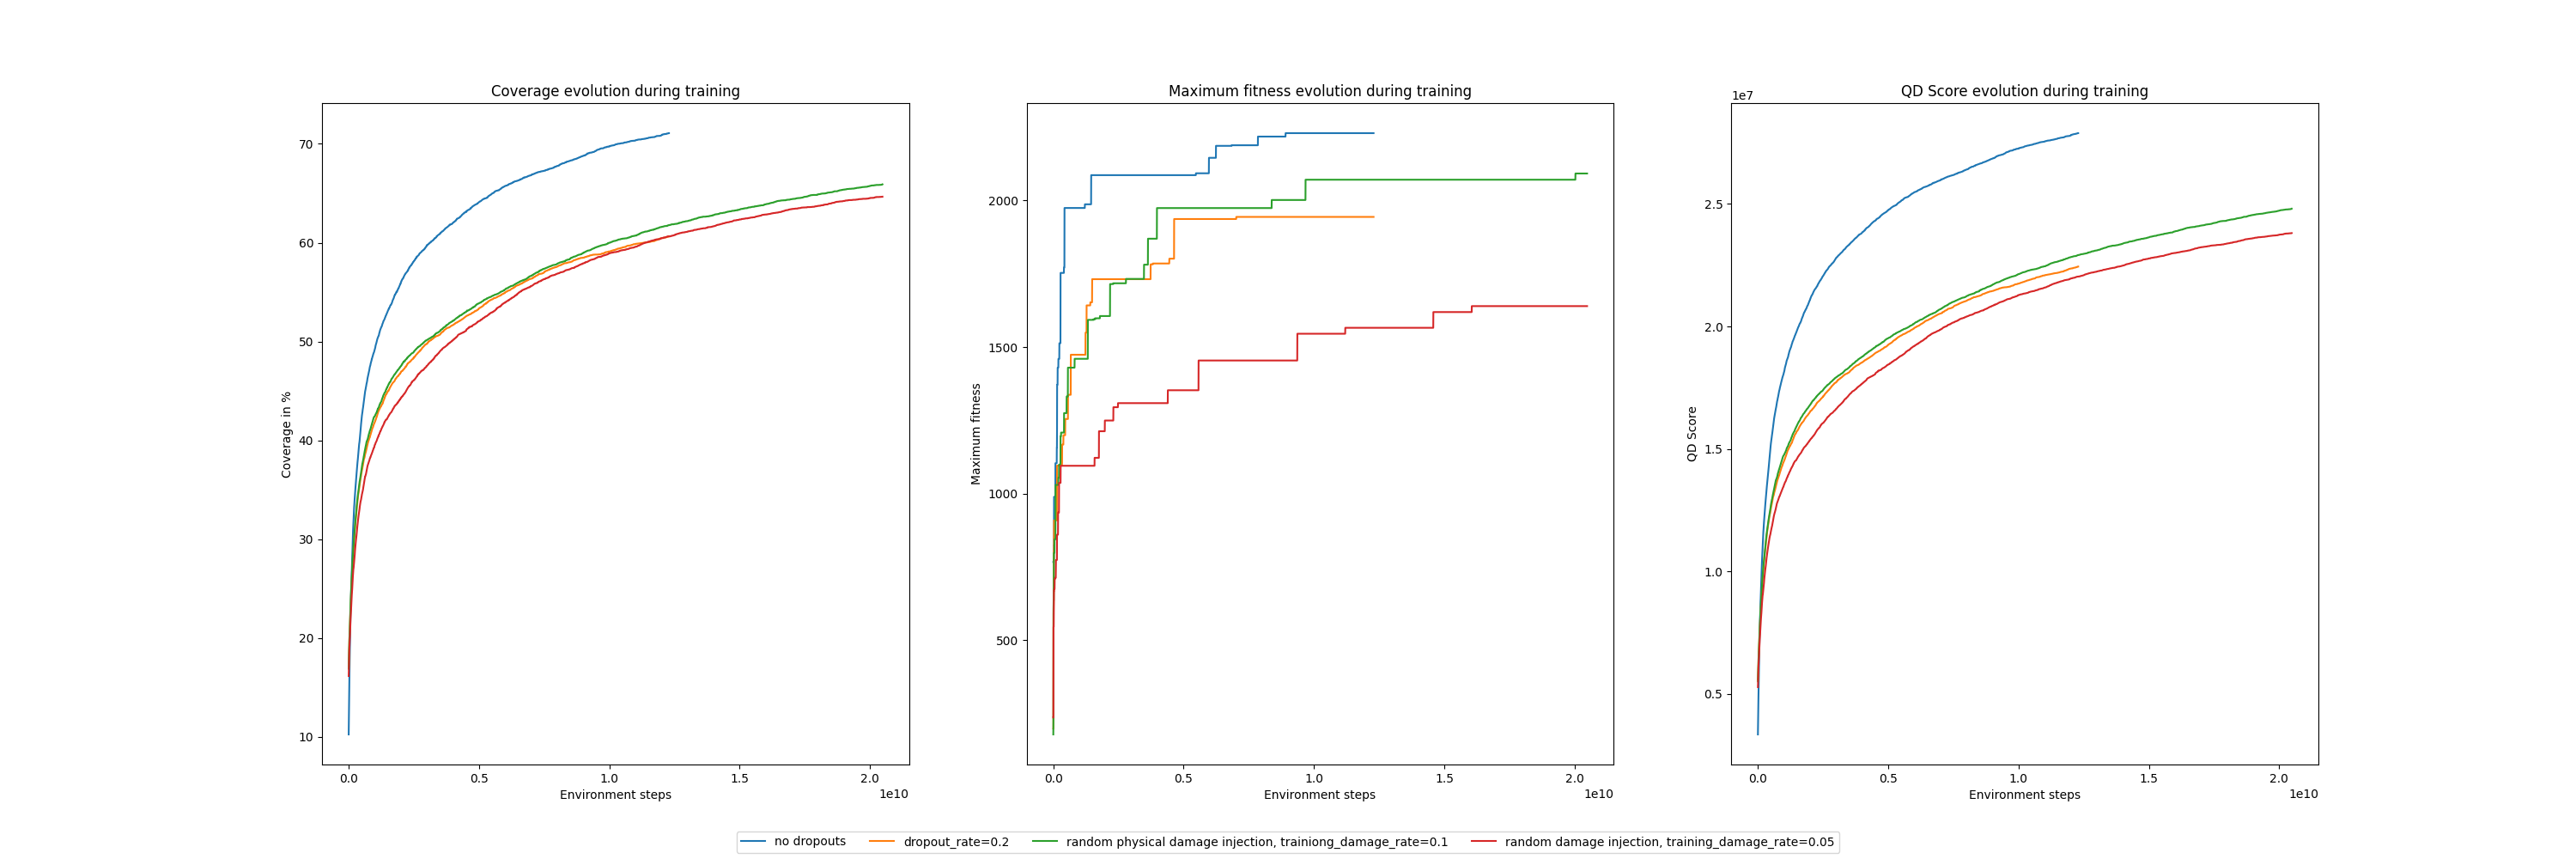 Coverage evolution during training
Coverage in %
70
60
50
40
30
20
10
0.0 0.5 1.0 1.5 2.0
1e10
Environment steps
Maximum fitness evolution during training
Maximum fitness
2000
1500
1000
500
0.0 0.5 1.0 1.5 2.0
1e10
Environment steps
QD Score evolution during training
1e7
QD Score
2.5
2.0
1.5
1.0
0.5
0.0 0.5 1.0 1.5 2.0
1e10
Environment steps
no dropouts dropout_rate=0.2 random physical damage injection, trainiong_damage_rate=0.1 random damage injection, training_damage_rate=0.05